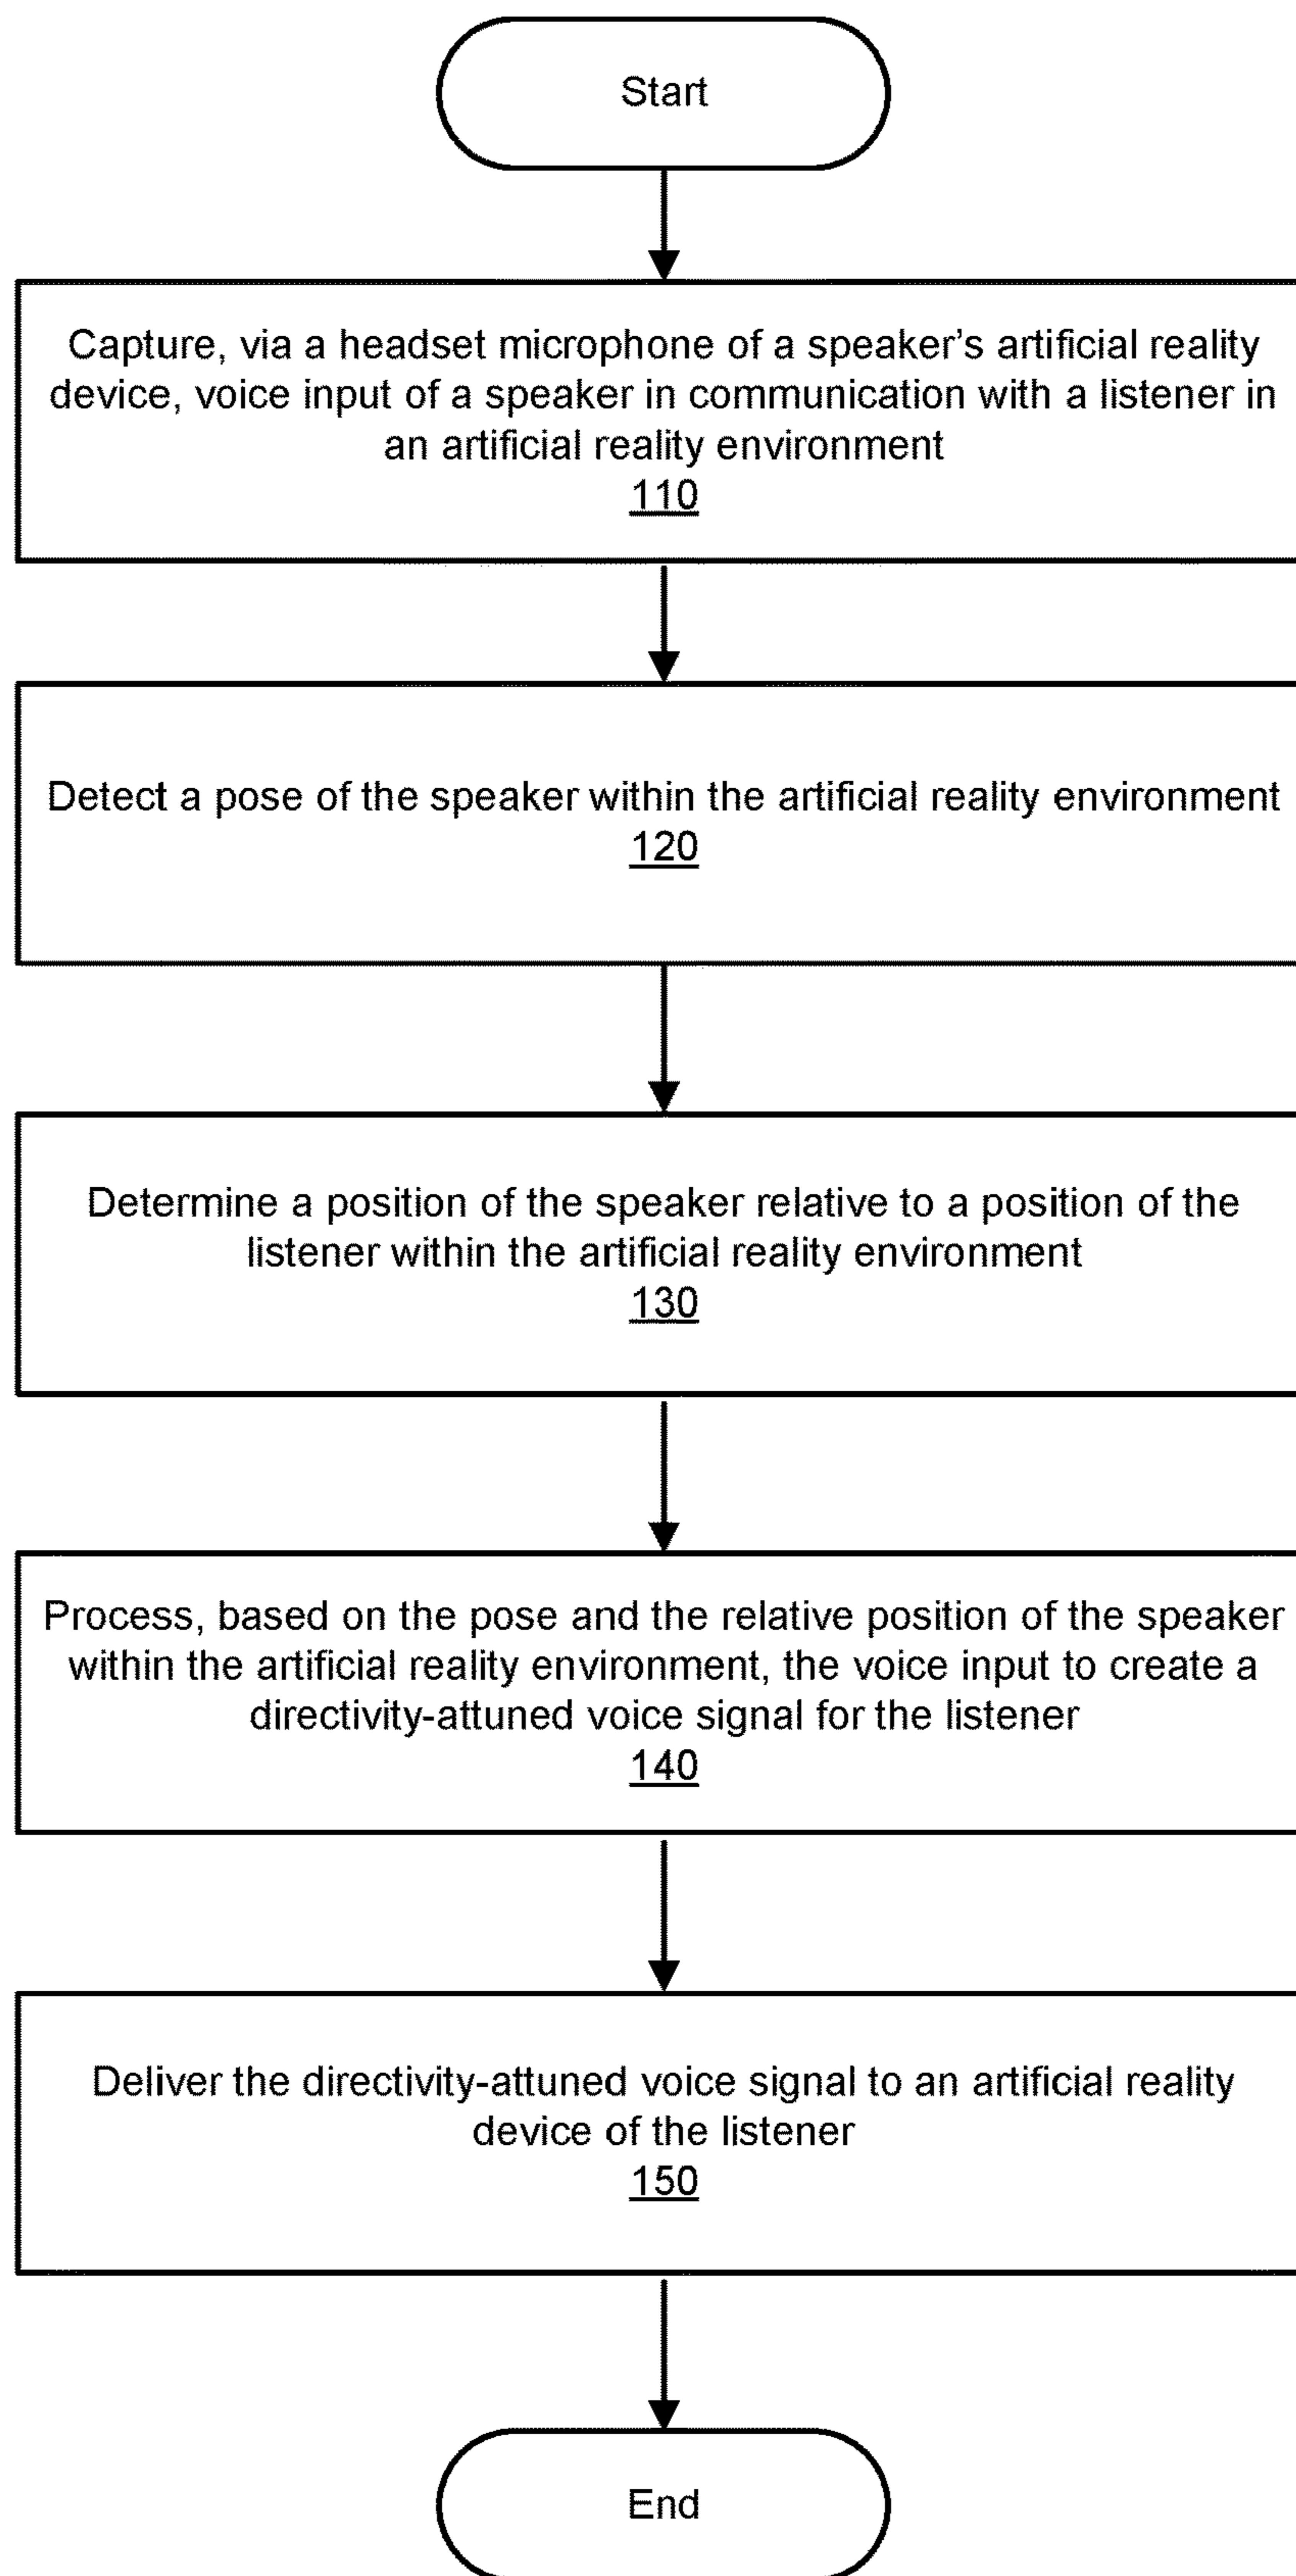 Start
Capture, via a headset microphone of a speaker’s artificial reality
device, voice input of a speaker in communication with a listener in
an artificial reality environment
110
Detect a pose of the speaker within the artificial reality environment
120
Determine a position of the speaker relative to a position of the
listener within the artificial reality environment
130
Process, based on the pose and the relative position of the speaker
within the artificial reality environment, the voice input to create a
directivity-attuned voice signal for the listener
140
Deliver the directivity-attuned voice signal to an artificial reality
device of the listener
150
End